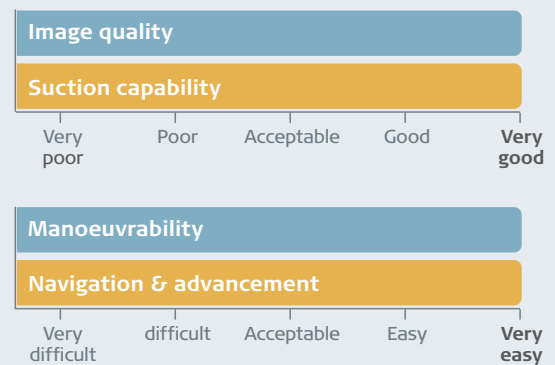 Image quality
Suction capability
Very poor Poor Acceptable Good Very good
Manoeuvrability
Navigation & advancement
Very difficult difficult Acceptable Easy Very easy